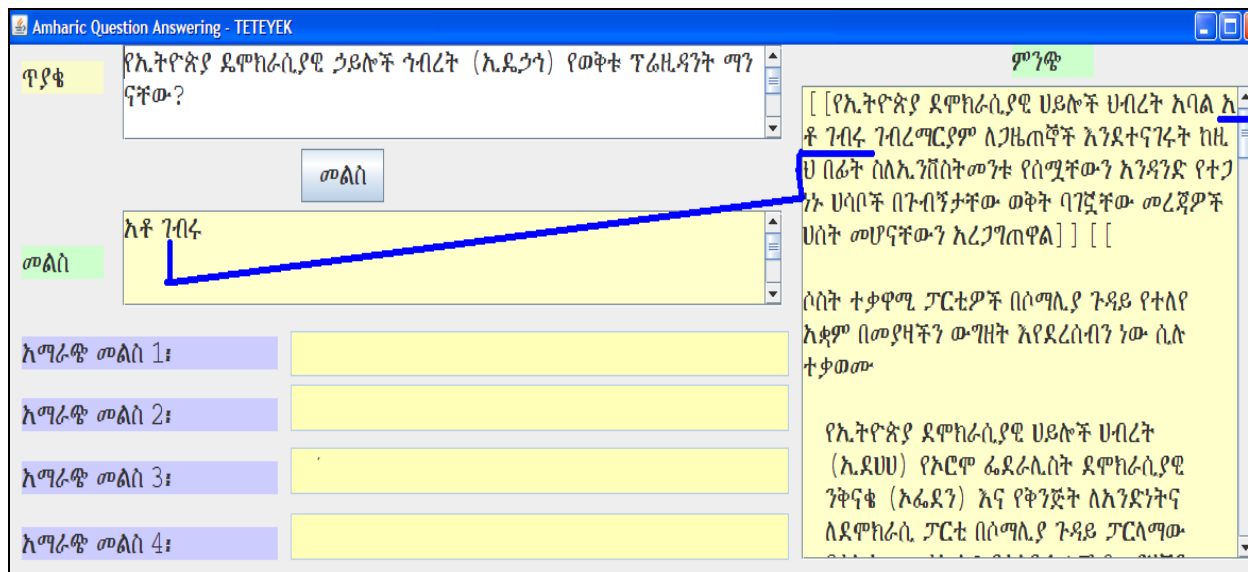 Amharic Question Answering - TETEYEK
ጥያቄ
የኢትዮጵያ ዴሞክራሲያዊ ኃይሎች ኅብረት (ኢዴኃኅ) የወቅቱ ፕሬዚዳንት ማን
ናቸው?
መልስ
መልስ
አቶ ገብሩ
አማራጭ መልስ 1፥
አማራጭ መልስ 2፥
አማራጭ መልስ 3፥
አማራጭ መልስ 4፥
ምንጭ
[ [የኢትዮጵያ ደሞክራሲያዊ ሀይሎች ህብረት አባል አ
ቶ ገብሩ ገብረማርያም ለጋዜጠኞች እንደተናገሩት ከዚ
ህ በፊት ስለኢንቨስትመንቱ የሰሟቸውን አንዳንድ የተጋ
ነኑ ሀሳቦች በጉብኝታቸው ወቅት ባገኟቸው መረጃዎች
ሀሰት መሆናቸውን አረጋግጠዋል] ] [ [
ሶስት ተቃዋሚ ፓርቲዎች በሶማሊያ ጉዳይ የተለየ
አቋም በመያዛችን ውግዘት እየደረሰብን ነው ሲሉ
ተቃወሙ
የኢትዮጵያ ደሞክራሲያዊ ሀይሎች ህብረት
(ኢደሀህ) የኦሮሞ ፌደራሊስት ደሞክራሲያዊ
ንቅናቄ (ኦፌደን) እና የቅንጅት ለአንድነትና
ለደሞክራሲ ፓርቲ በሶማሊያ ጉዳይ ፓርላማው